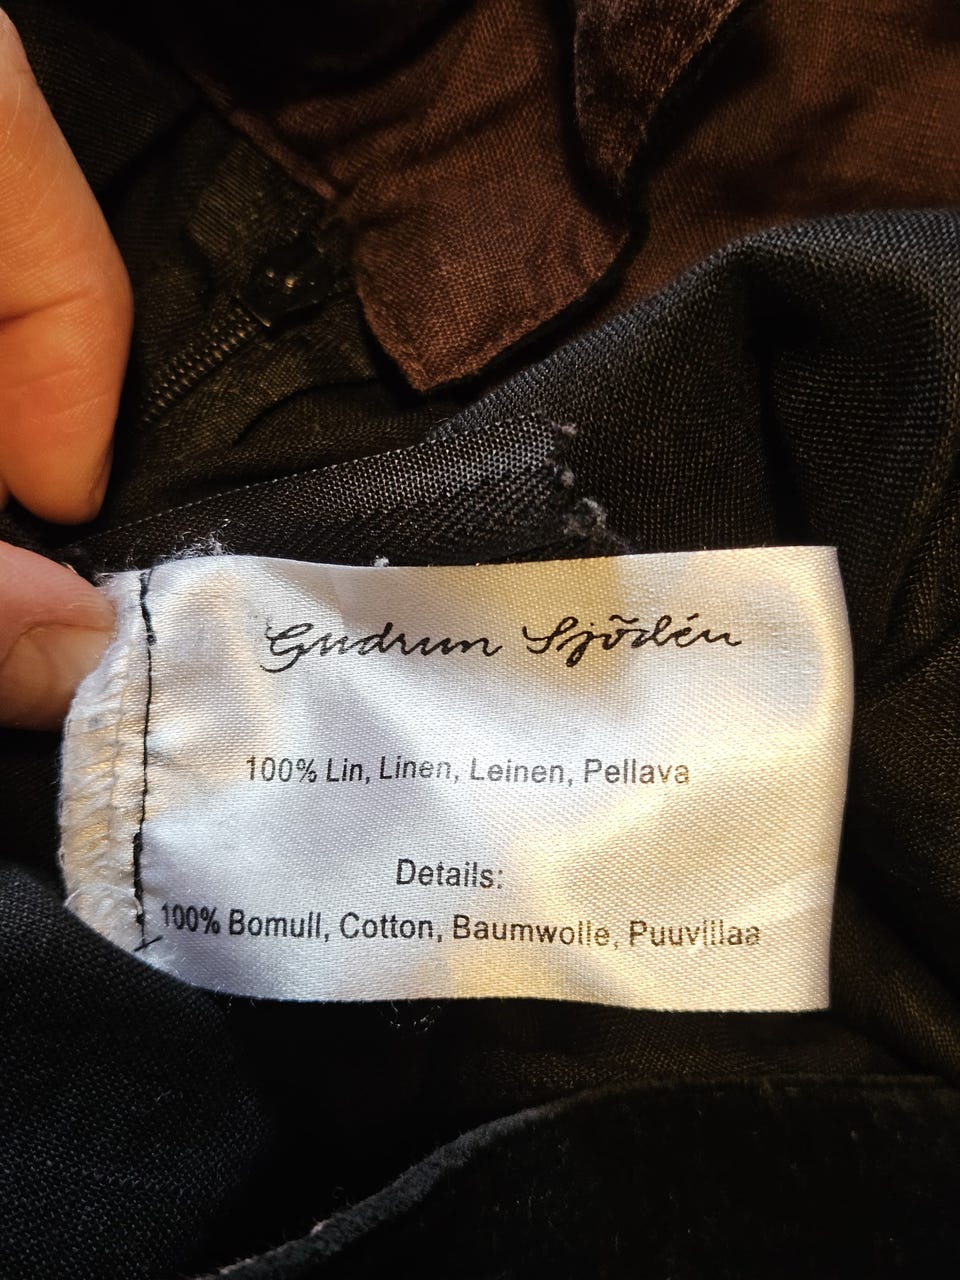 Gudrun Sjödén
100% Lin, Linen, Leinen, Pellava
Details:
100% Bomull, Cotton, Baumwolle, Puuvillaa